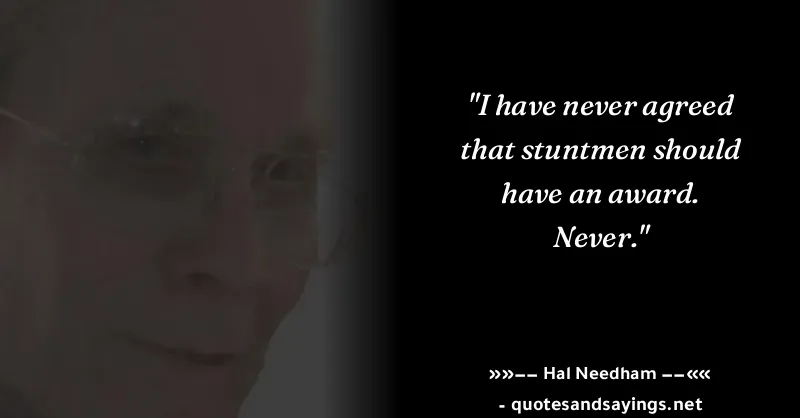 "I have never agreed
that stuntmen should
have an award.
Never."
»»−− Hal Needham −−««
- quotesandsayings.net